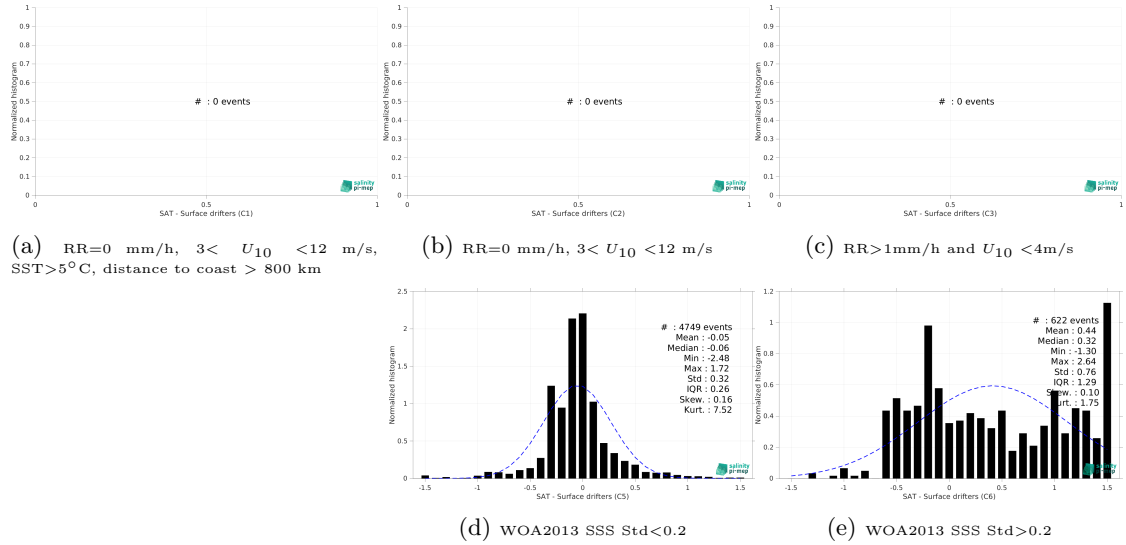 1
0.9
0.8
0.7
0.6
0.5
0.4
0.3
0.2
0.1
0
Normalized histogram
# : 0 events
salinity
pi-mep
0 0.5 1
SAT - Surface drifters (C1)
(a) RR=0 mm/h, 3< U10 <12 m/s,
SST>5°C, distance to coast > 800 km
1
0.9
0.8
0.7
0.6
0.5
0.4
0.3
0.2
0.1
0
Normalized histogram
# : 0 events
salinity
pi-mep
0 0.5 1
SAT - Surface drifters (C2)
(b) RR=0 mm/h, 3< U10 <12 m/s
1
0.9
0.8
0.7
0.6
0.5
0.4
0.3
0.2
0.1
0
Normalized histogram
# : 0 events
salinity
pi-mep
0 0.5 1
SAT - Surface drifters (C3)
(c) RR>1mm/h and U10 <4m/s
2.5
2
1.5
1
0.5
0
Normalized histogram
# : 4749 events
Mean : -0.05
Median : -0.06
Min : -2.48
Max : 1.72
Std : 0.32
IQR : 0.26
Skew. : 0.16
Kurt. : 7.52
salinity
pi-mep
-1.5 -1 -0.5 0 0.5 1 1.5
SAT - Surface drifters (C5)
(d) WOA2013 SSS Std<0.2
1.2
1
0.8
0.6
0.4
0.2
0
Normalized histogram
# : 622 events
Mean : 0.44
Median : 0.32
Min : -1.30
Max : 2.64
Std : 0.76
IQR : 1.29
Skew. : 0.10
Kurt. : 1.75
salinity
pi-mep
-1.5 -1 -0.5 0 0.5 1 1.5
SAT - Surface drifters (C6)
(e) WOA2013 SSS Std>0.2